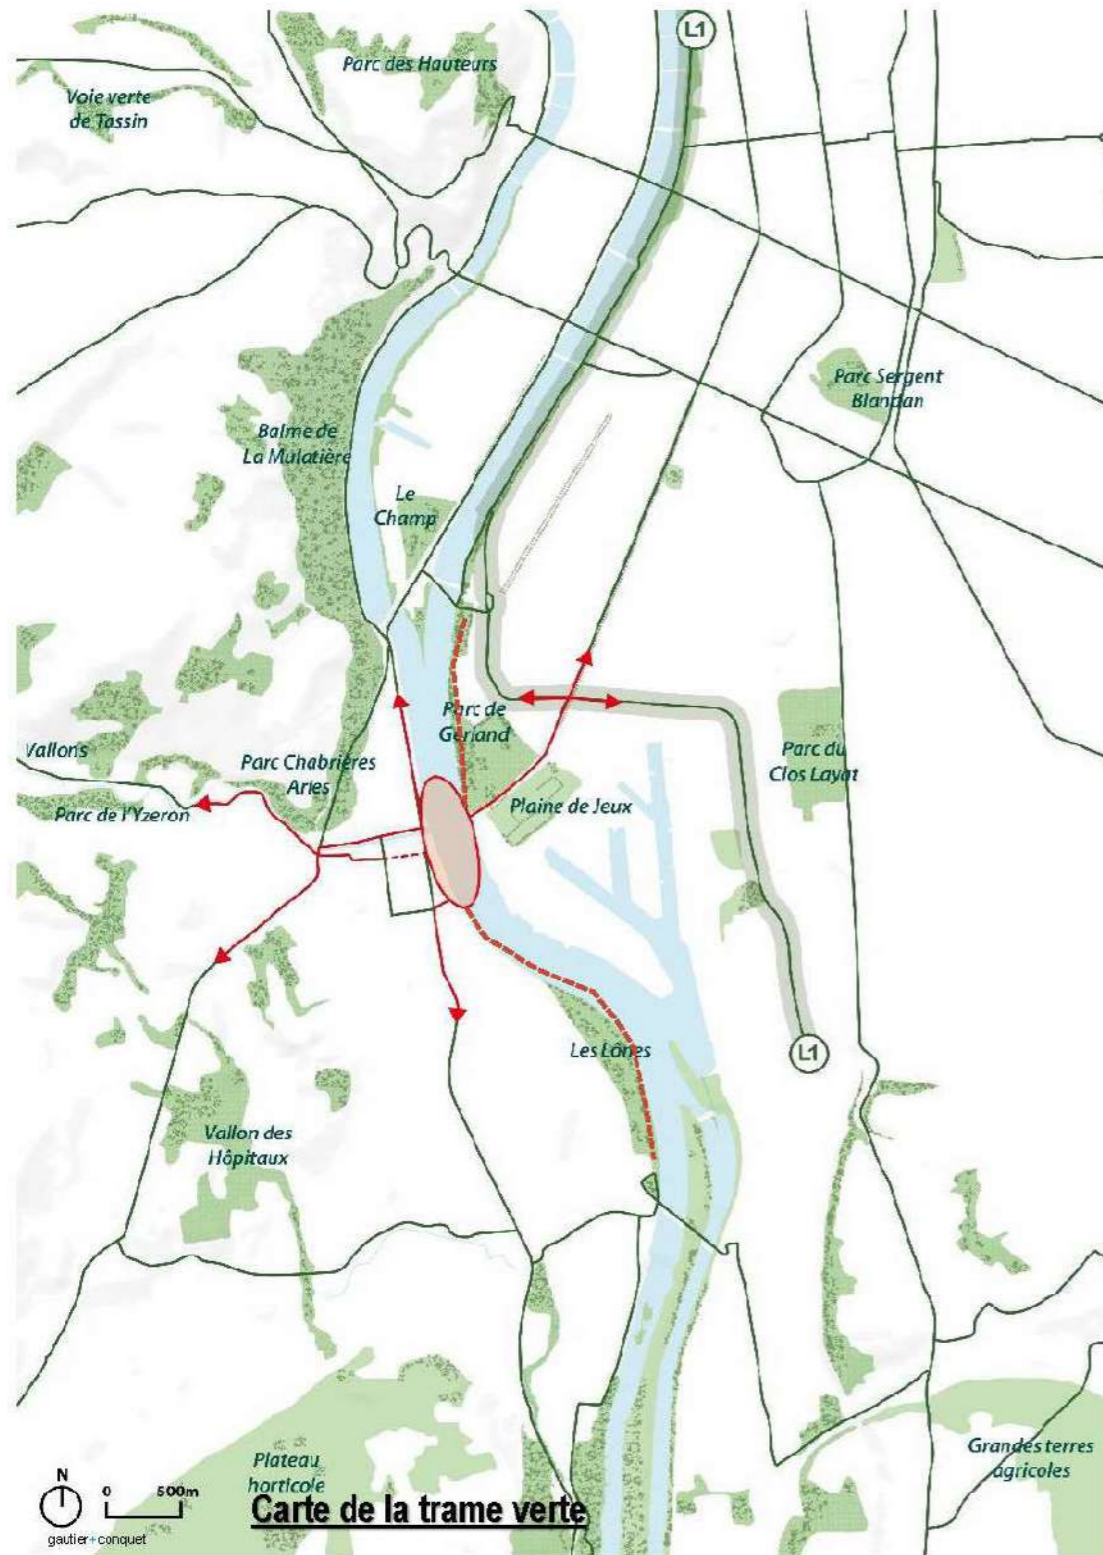 L1
Parc des Hauteurs
Voie verte
de Tassin
Parc Sergent
Blandan
Balme de
La Mulatière
Le
Champ
Parc de
Gerland
Vallons
Parc Chabrières
Arles
Parc du
Clos Layat
Parc de l'Yzeron
Plaine de Jeux
Les Lônes
L1
Vallon des
Hôpitaux
Plateau
horticole
Grandes terres
agricoles
N
0 500m
gautier+conquet
Carte de la trame verte